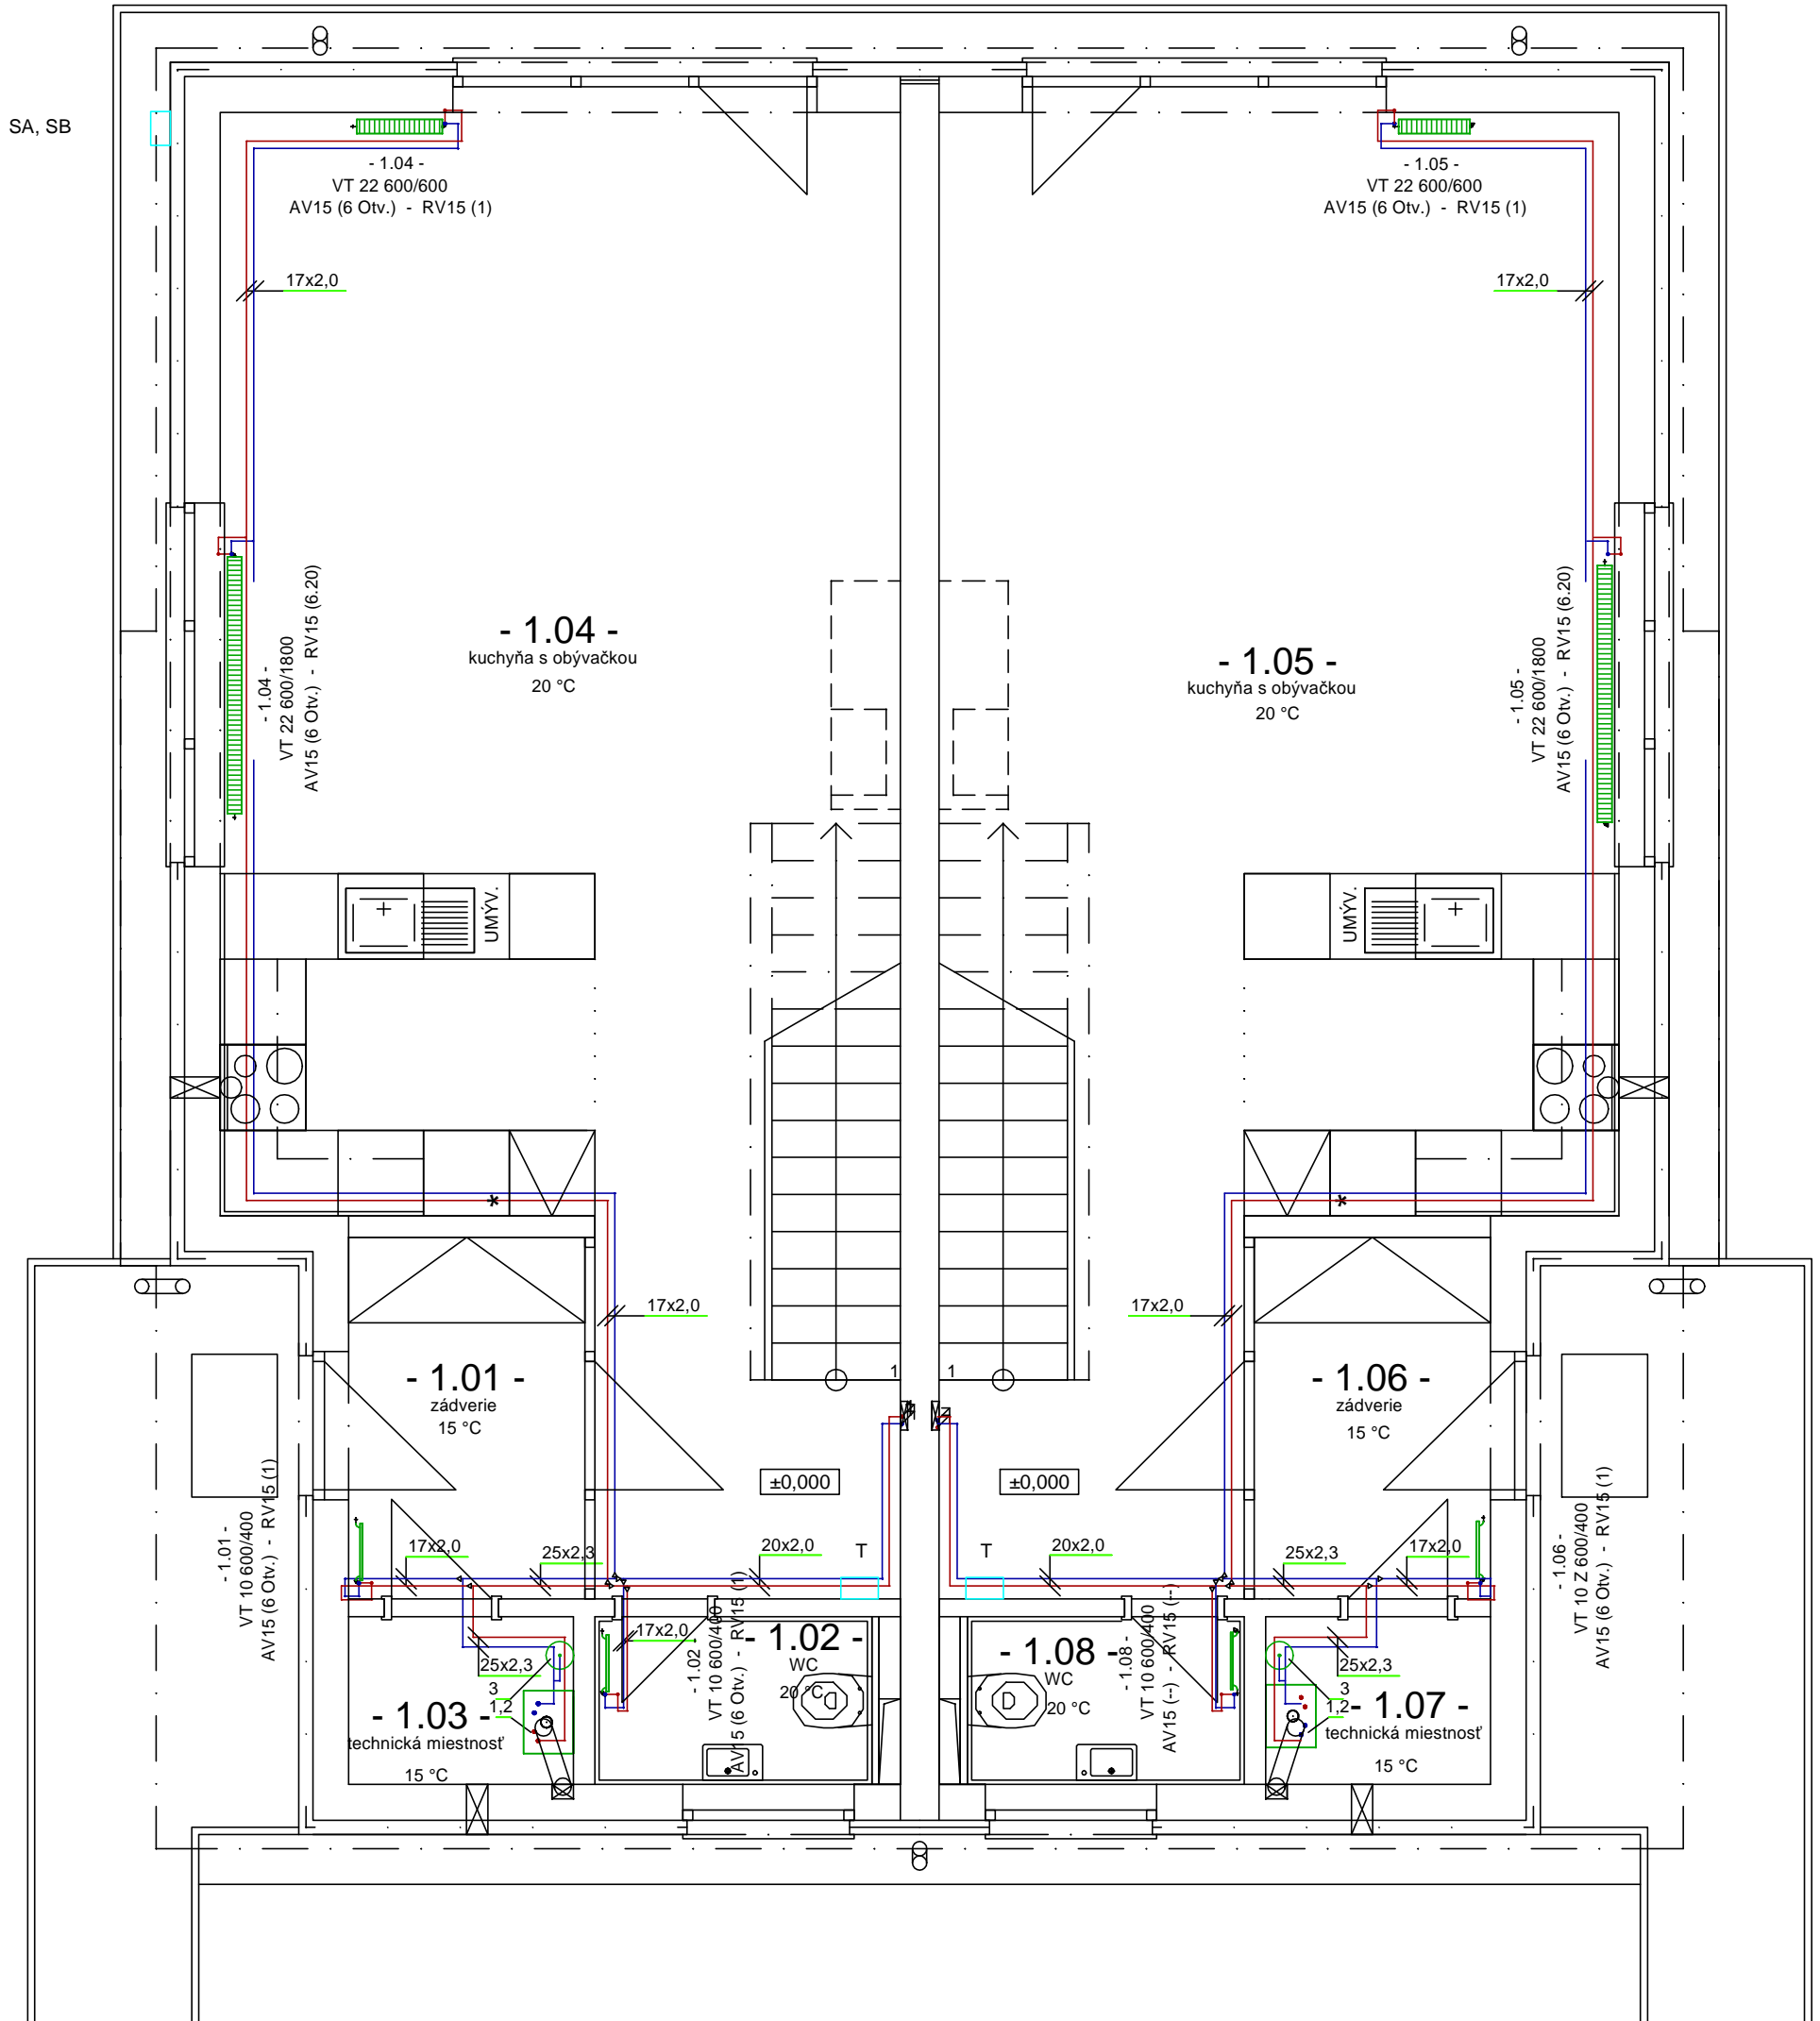 SA, SB
- 1.04 -
VT 22 600/600
AV15 (6 Otv.) - RV15 (1)
- 1.05 -
VT 22 600/600
AV15 (6 Otv.) - RV15 (1)
17x2,0
17x2,0
- 1.04 -
VT 22 600/1800
AV15 (6 Otv.) - RV15 (6.20)
- 1.04 -
kuchyňa s obývačkou
20 °C
- 1.05 -
kuchyňa s obývačkou
20 °C
- 1.05 -
VT 22 600/1800
AV15 (6 Otv.) - RV15 (6.20)
UMÝV.
UMÝV.
17x2,0
17x2,0
1
1
- 1.01 -
zádverie
15 °C
- 1.06 -
zádverie
15 °C
±0,000
±0,000
- 1.01 -
VT 10 600/400
AV15 (6 Otv.) - RV15 (1)
17x2,0
25x2,3
20x2,0
T
T
20x2,0
25x2,3
17x2,0
- 1.06 -
VT 10 Z 600/400
AV15 (6 Otv.) - RV15 (1)
17x2,0
- 1.02 -
VT 10 600/400
AV15 (6 Otv.) - RV15 (1)
- 1.02 -
WC
20 °C
- 1.08 -
WC
20 °C
- 1.08 -
VT 10 600/400
AV15 (--) - RV15 (--)
25x2,3
3
1,2
- 1.03 -
technická miestnosť
15 °C
25x2,3
3
1,2
- 1.07 -
technická miestnosť
15 °C